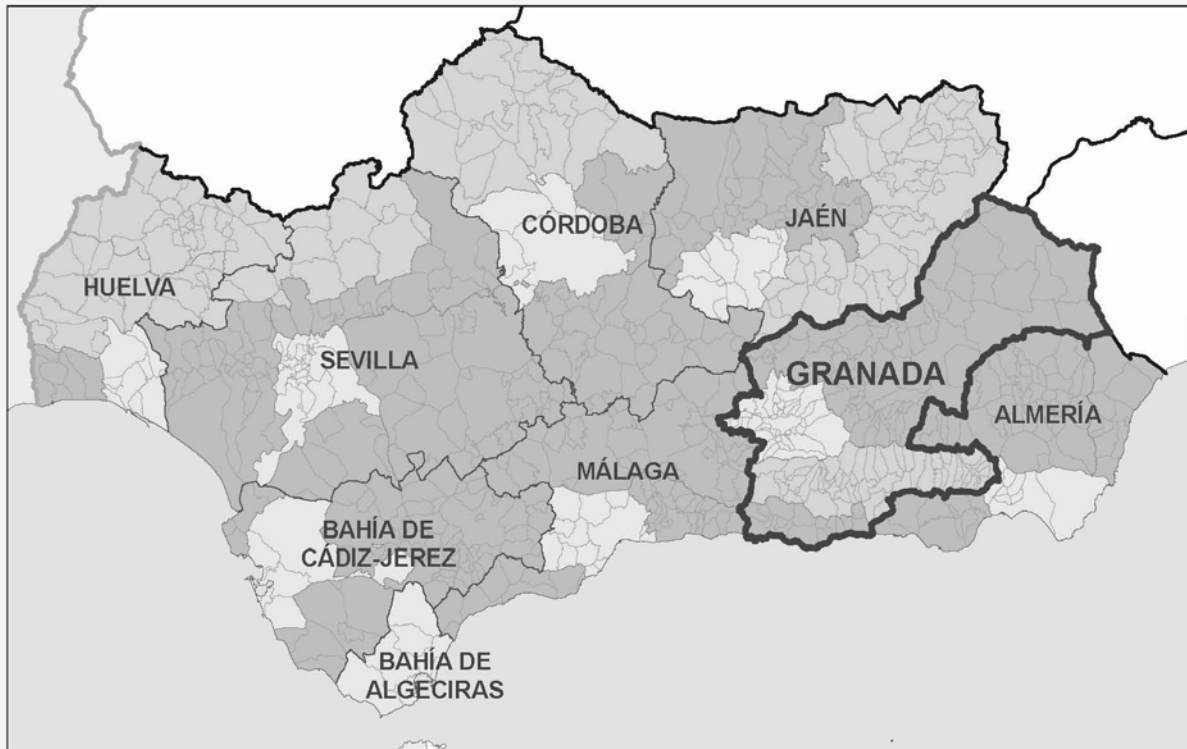 CÓRDOBA
JAÉN
HUELVA
SEVILLA
GRANADA
ALMERÍA
MÁLAGA
BAHÍA DE
CÁDIZ-JEREZ
BAHÍA DE
ALGECIRAS